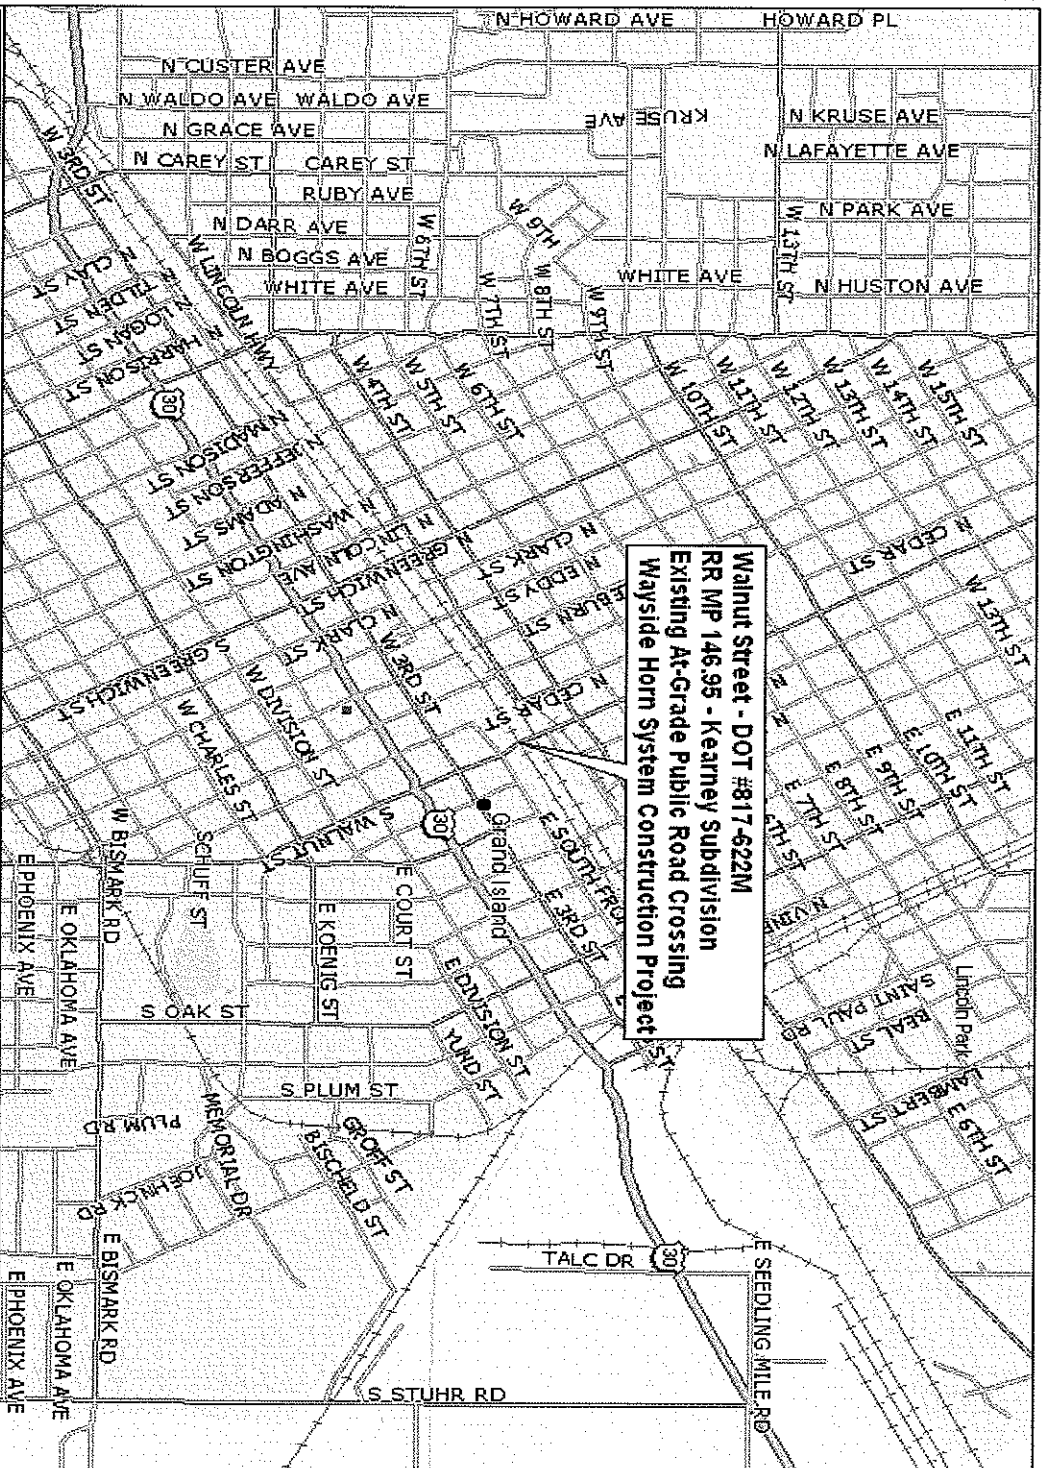 Walnut Street - DOT #817-622M
RR MP 146.95 - Kearney Subdivision
Existing At-Grade Public Road Crossing
Wayside Horn System Construction Project
N HOWARD AVE
HOWARD PL
N CUSTER AVE
N WALDO AVE
WALDO AVE
N GRACE AVE
N CAREY ST
CAREY ST
RUBY AVE
N DARR AVE
N BOGGS AVE
WHITE AVE
KRUSE AVE
N KRUSE AVE
N LAFAYETTE AVE
N PARK AVE
WHITE AVE
N HUSTON AVE
W 13TH ST
W 6TH ST
W 7TH ST
W 8TH ST
W 9TH
W 9TH ST
W 3RD ST
W LINCOLN HWY
N CLAY ST
N TILDEN ST
N LOGAN ST
N HARRISON ST
30
N MADISON ST
N JEFFERSON ST
N ADAMS ST
N WASHINGTON ST
N LINCOLN AVE
N GREENWICH ST
N CLARK ST
W 4TH ST
W 5TH ST
W 6TH ST
W 10TH ST
W 11TH ST
W 12TH ST
W 13TH ST
W 14TH ST
W 15TH ST
N CLARK ST
N EDDY ST
EBURN ST
N CEDAR ST
N CEDAR ST
W 13TH ST
N
N
E 11TH ST
E 10TH ST
E 9TH ST
E 8TH ST
E 7TH ST
6TH ST
N VINE
S GREENWICH ST
W 3RD ST
W DIVISION ST
W CHARLES ST
S WALNUT ST
30
Grand Island
E SOUTH FRO
E 3RD ST
E
ST
E COURT ST
E DIVISION ST
YUND ST
E KOENIG ST
SCHUFF ST
W BISMARK RD
E OKLAHOMA AVE
E PHOENIX AVE
S OAK ST
S PLUM ST
PLUM RD
MEMORIAL DR
JOEHNCK RD
GROFF ST
BISCHELD ST
Lincoln Park
SAINT PAUL RD
BEAL ST
LAMBERT ST
E 6TH ST
TALC DR
30
E SEEDLING MILE RD
S STUHR RD
E BISMARK RD
E OKLAHOMA AVE
E PHOENIX AVE